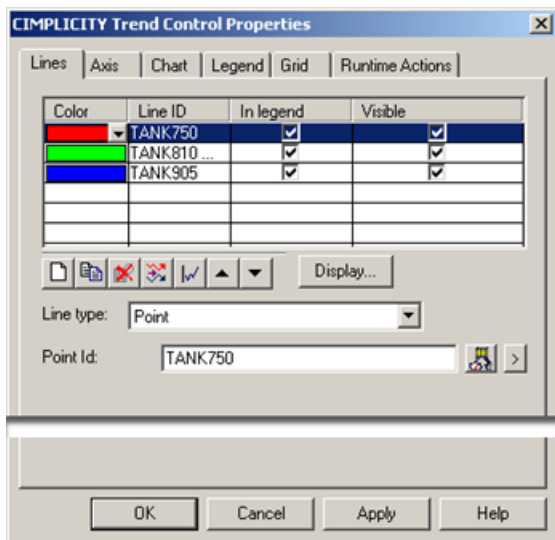 CIMPLICITY Trend Control Properties
Lines Axis Chart Legend Grid Runtime Actions
Color Line ID In legend Visible
TANK750
TANK810 ...
TANK905
Display...
Line type: Point
Point Id: TANK750 >
OK Cancel Apply Help